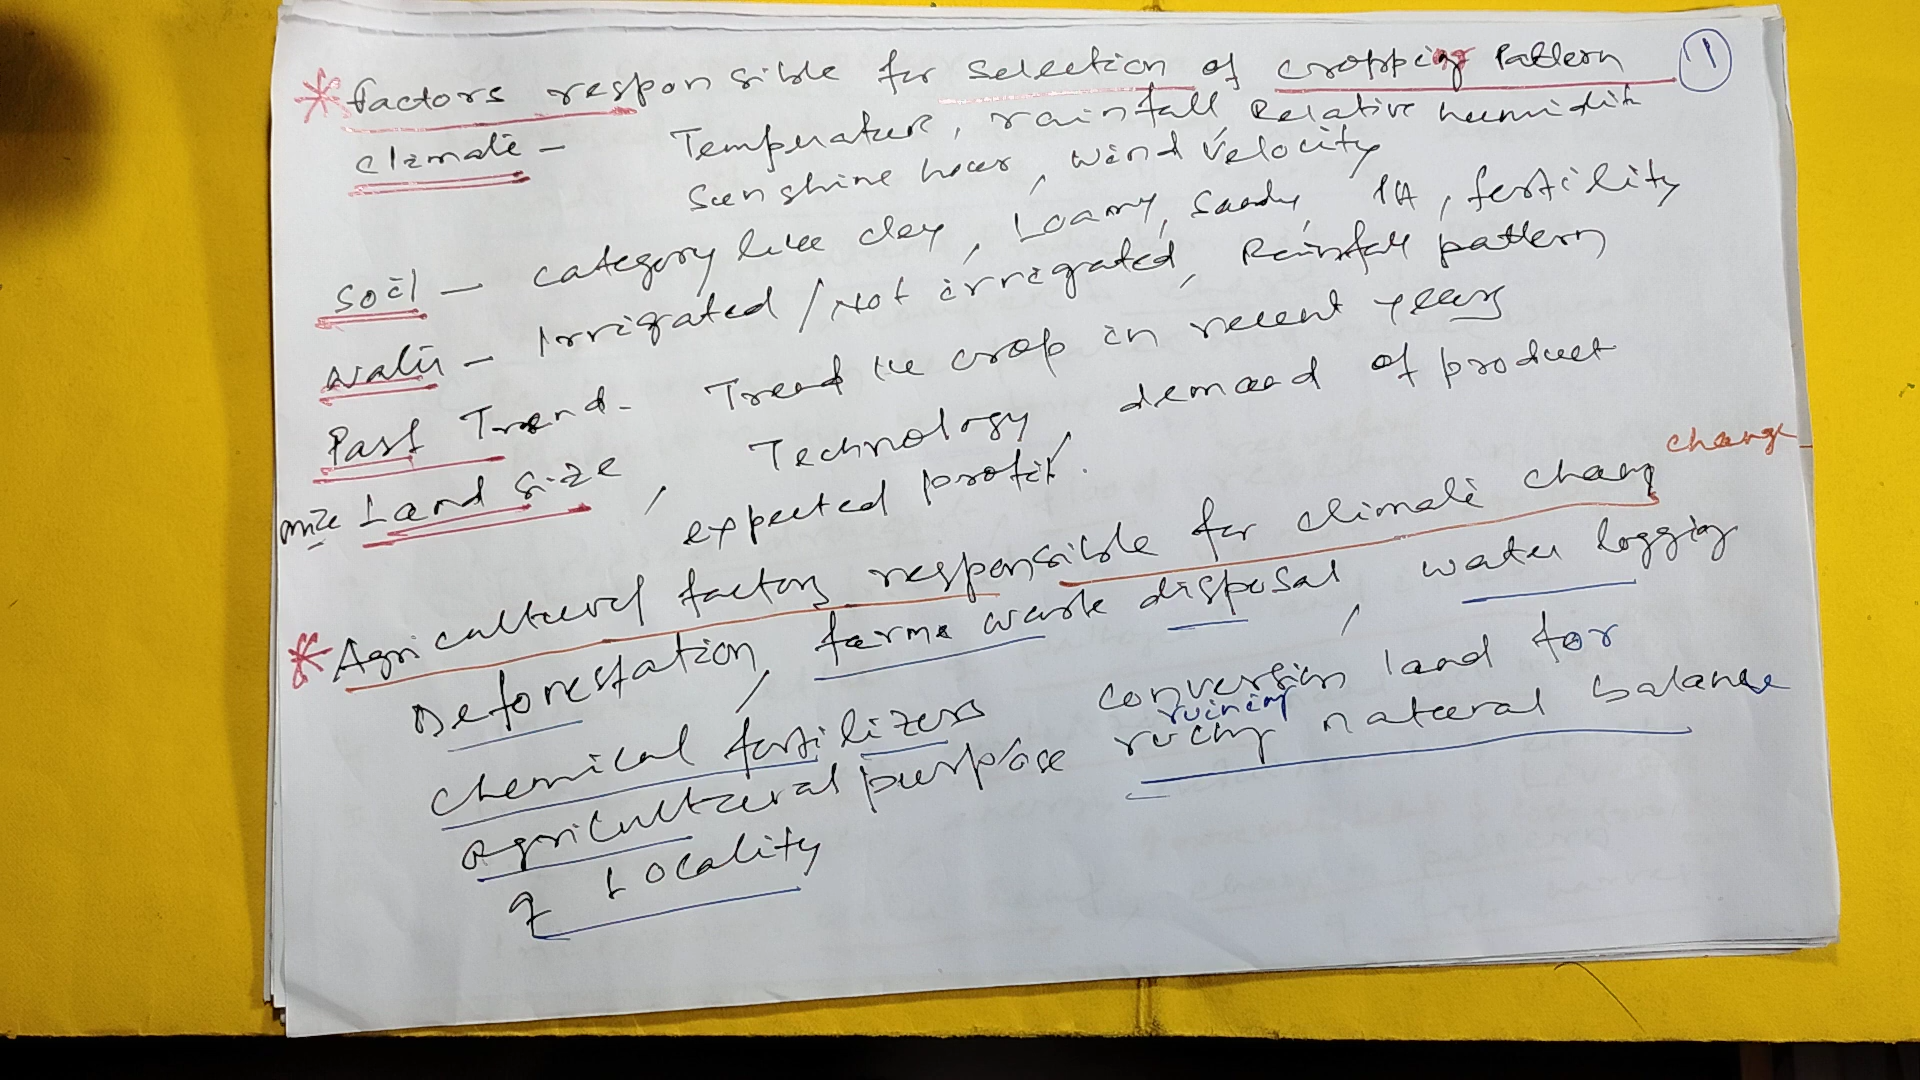 * Factors responsible for selection of cropping Pattern 1
climate - Temperature, rainfall, Relative humidity
Sunshine hour, wind velocity
Soil - category like clay, Loamy, Sandy, PH, fertility
Water - Irrigated / Not irrigated, Rainfall pattern
Past Trend - Trend the crop in recent years
Land size, Technology, demand of product
expected profit.
* Agricultural factors responsible for climate change change
Deforestation, farm waste disposal, water logging
chemical fertilizers conversion land for
agricultural purpose ruining natural balance
of Locality